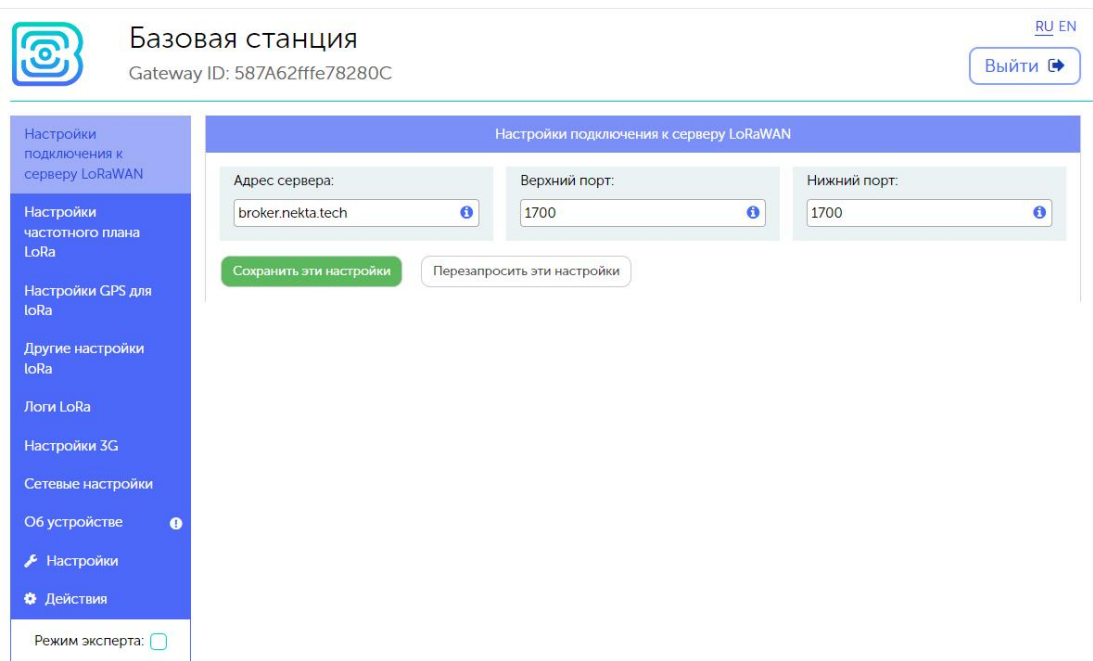 Базовая станция
Gateway ID: 587A62fffe78280C
RU EN
Выйти
Настройки
подключения к
серверу LoRaWAN
Настройки
частотного плана
LoRa
Настройки GPS для
loRa
Другие настройки
loRa
Логи LoRa
Настройки 3G
Сетевые настройки
Об устройстве
Настройки
Действия
Режим эксперта:
Настройки подключения к серверу LoRaWAN
Адрес сервера:
broker.nekta.tech
Верхний порт:
1700
Нижний порт:
1700
Сохранить эти настройки
Перезапросить эти настройки